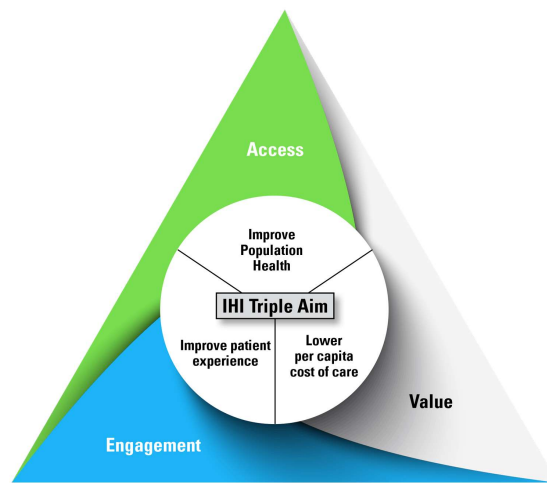 Access
Improve
Population
Health
IHI Triple Aim
Improve patient
experience
Lower
per capita
cost of care
Value
Engagement